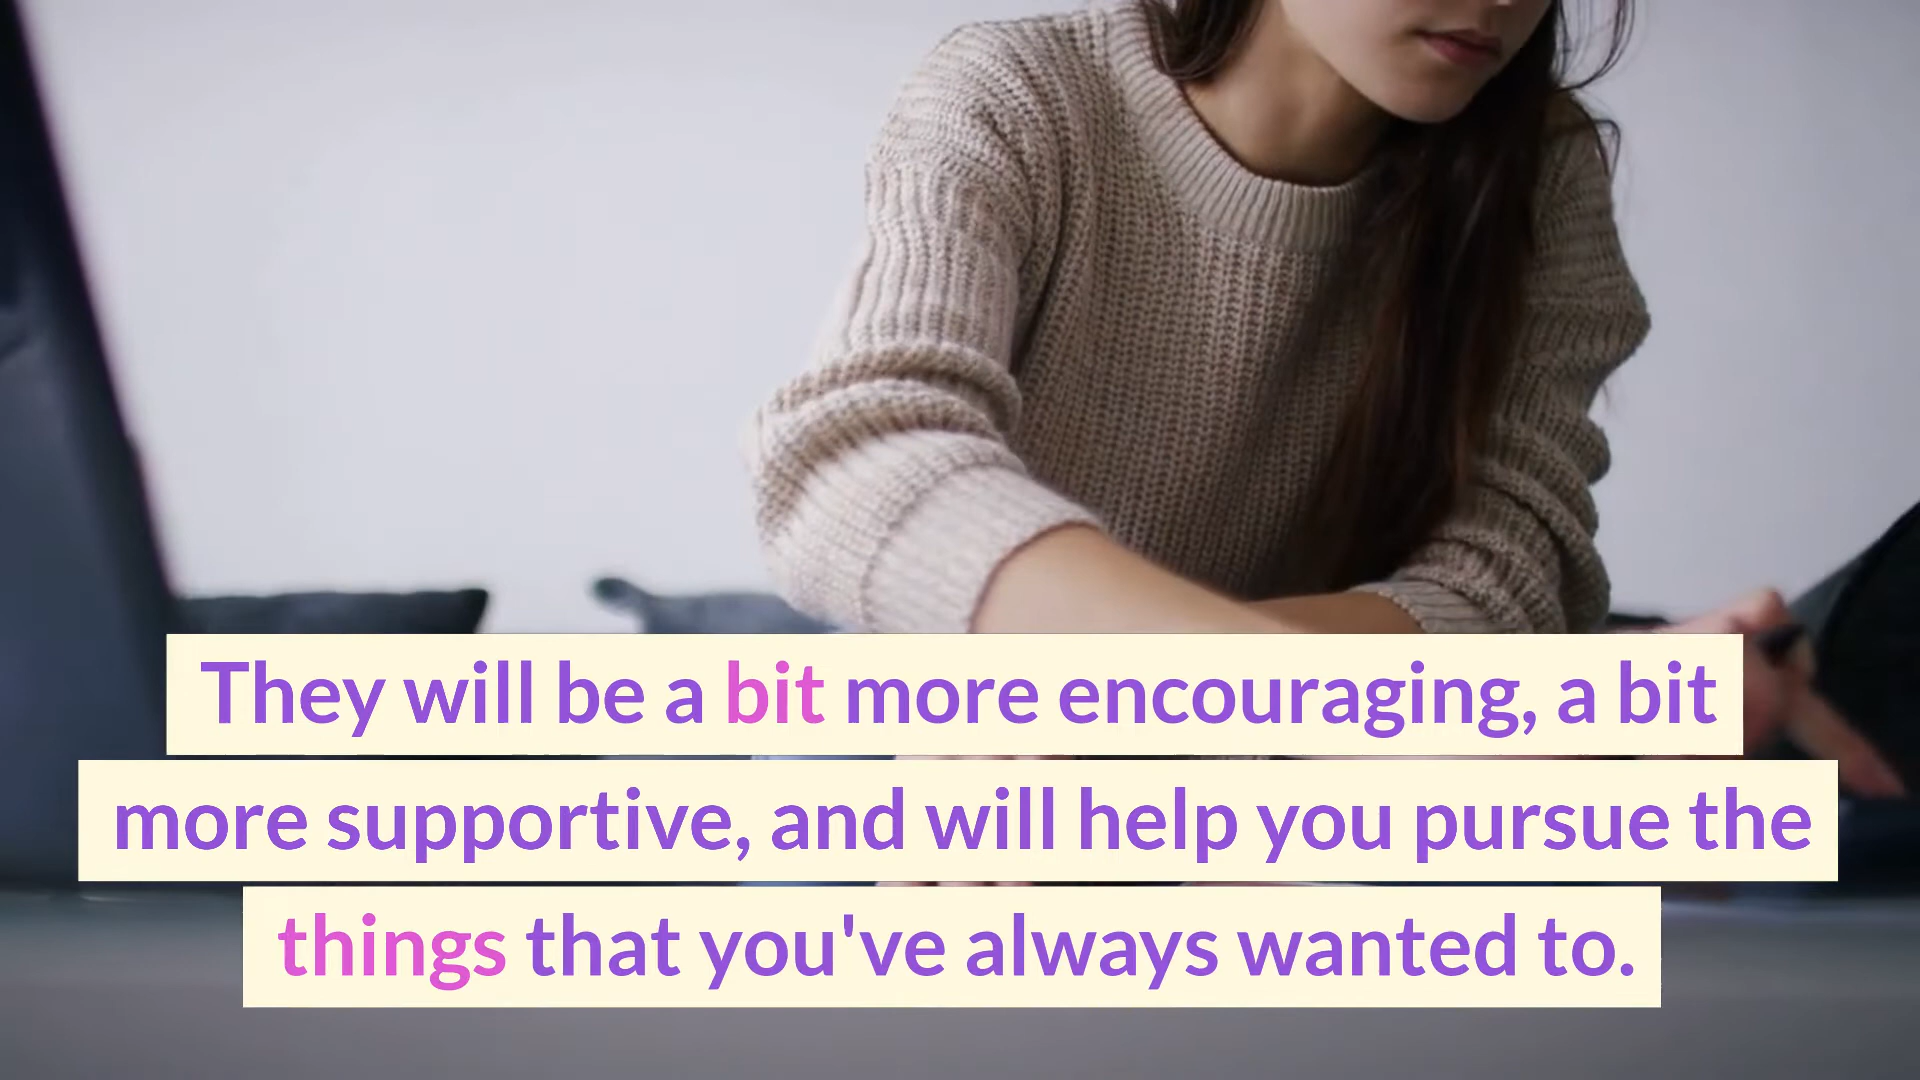 They will be a bit more encouraging, a bit
more supportive, and will help you pursue the
things that you've always wanted to.